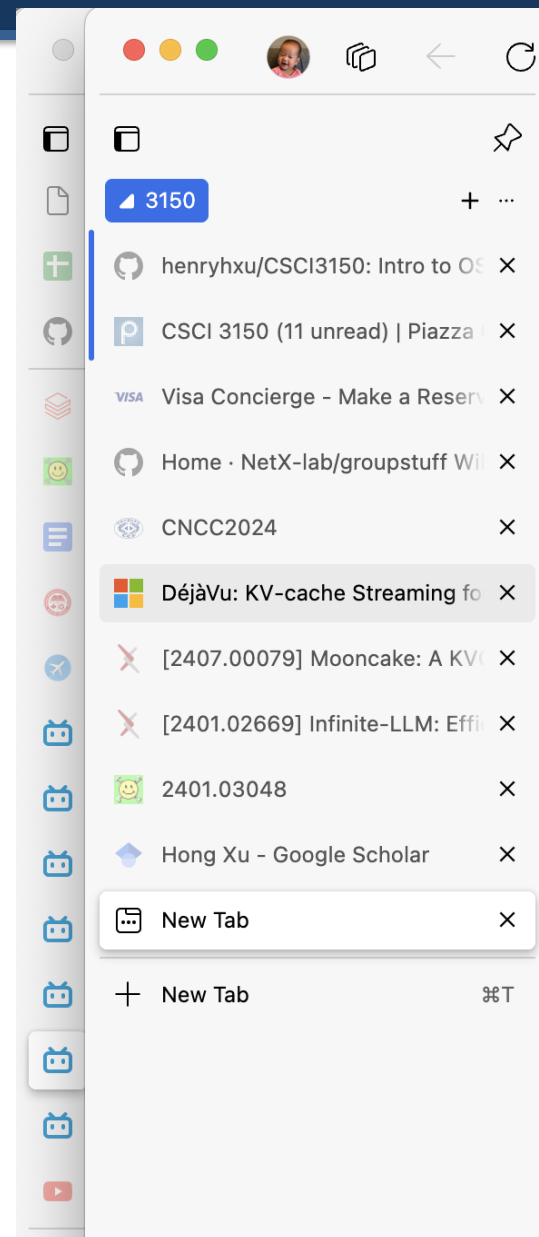 3150
henryhxu/CSCI3150: Intro to OS
CSCI 3150 (11 unread) | Piazza
VISA Visa Concierge - Make a Reserv
Home · NetX-lab/groupstuff Wi
CNCC2024
DéjàVu: KV-cache Streaming fo
[2407.00079] Mooncake: A KV
[2401.02669] Infinite-LLM: Effi
2401.03048
Hong Xu - Google Scholar
New Tab
New Tab ⌘T